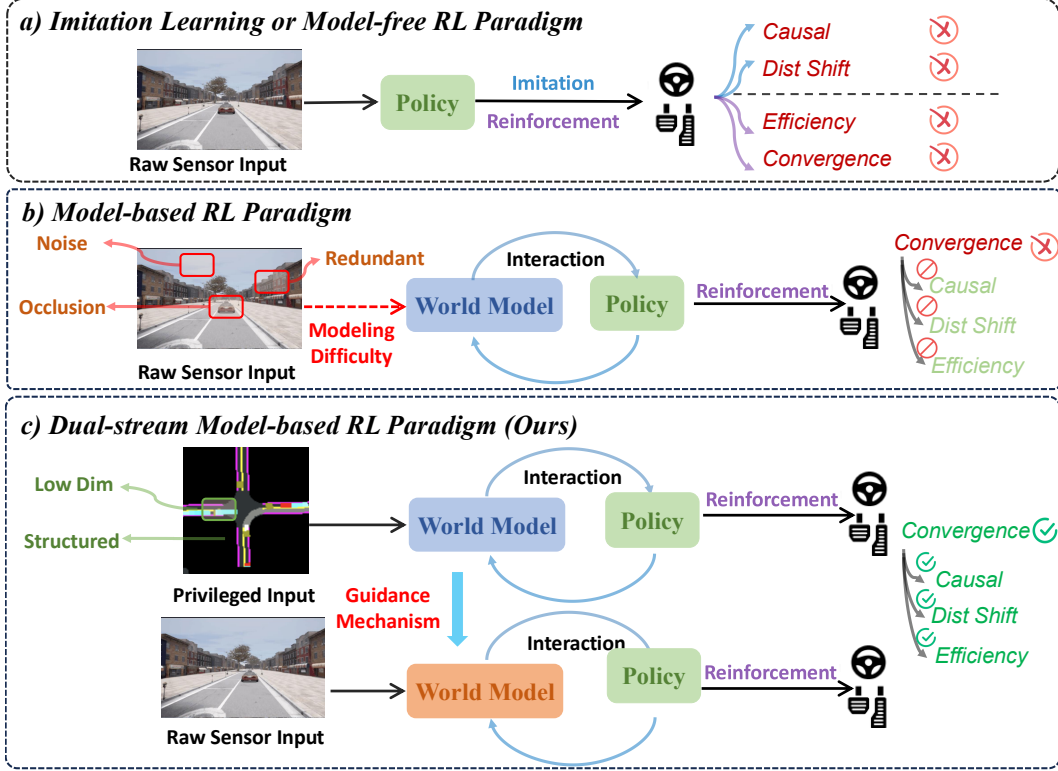 a) Imitation Learning or Model-free RL Paradigm
Raw Sensor Input
Policy
Imitation
Reinforcement
Causal
Dist Shift
Efficiency
Convergence
b) Model-based RL Paradigm
Noise
Occlusion
Redundant
Raw Sensor Input
Modeling
Difficulty
World Model
Interaction
Policy
Reinforcement
Convergence
Causal
Dist Shift
Efficiency
c) Dual-stream Model-based RL Paradigm (Ours)
Low Dim
Structured
Privileged Input
World Model
Interaction
Policy
Reinforcement
Guidance
Mechanism
Raw Sensor Input
World Model
Interaction
Policy
Reinforcement
Convergence
Causal
Dist Shift
Efficiency